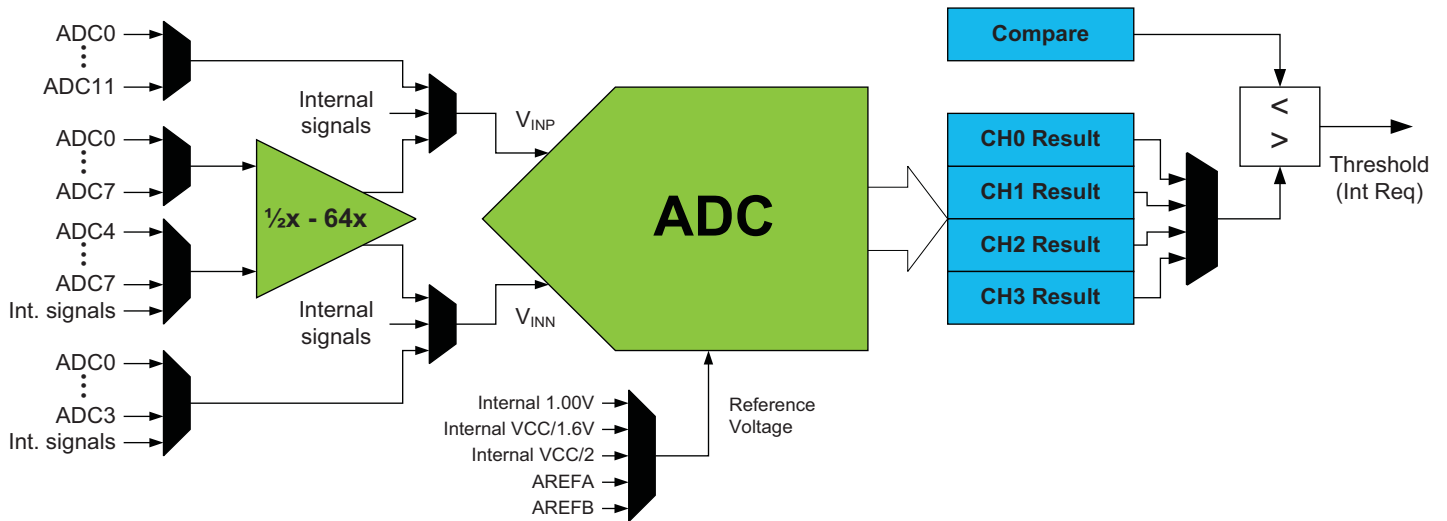 ADC0
ADC11
Internal
signals
ADC0
ADC7
½x - 64x
ADC4
ADC7
Int. signals
Internal
signals
ADC0
ADC3
Int. signals
VINP
VINN
ADC
Internal 1.00V
Internal VCC/1.6V
Internal VCC/2
AREFA
AREFB
Reference
Voltage
Compare
CH0 Result
CH1 Result
CH2 Result
CH3 Result
<
>
Threshold
(Int Req)